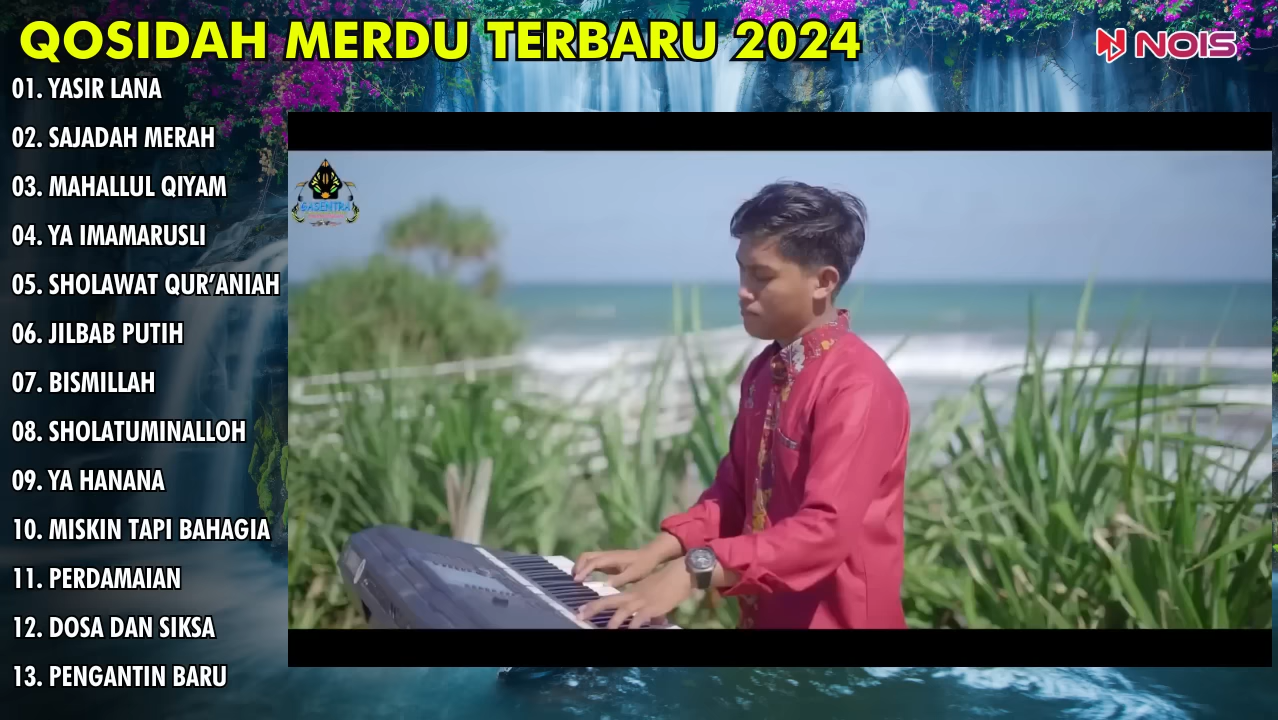 QOSIDAH MERDU TERBARU 2024
NOIS
01. YASIR LANA
02. SAJADAH MERAH
03. MAHALLUL QIYAM
04. YA IMAMARUSLI
05. SHOLAWAT QUR'ANIAH
06. JILBAB PUTIH
07. BISMILLAH
08. SHOLATUMINALLOH
09. YA HANANA
10. MISKIN TAPI BAHAGIA
11. PERDAMAIAN
12. DOSA DAN SIKSA
13. PENGANTIN BARU
GASENTRA